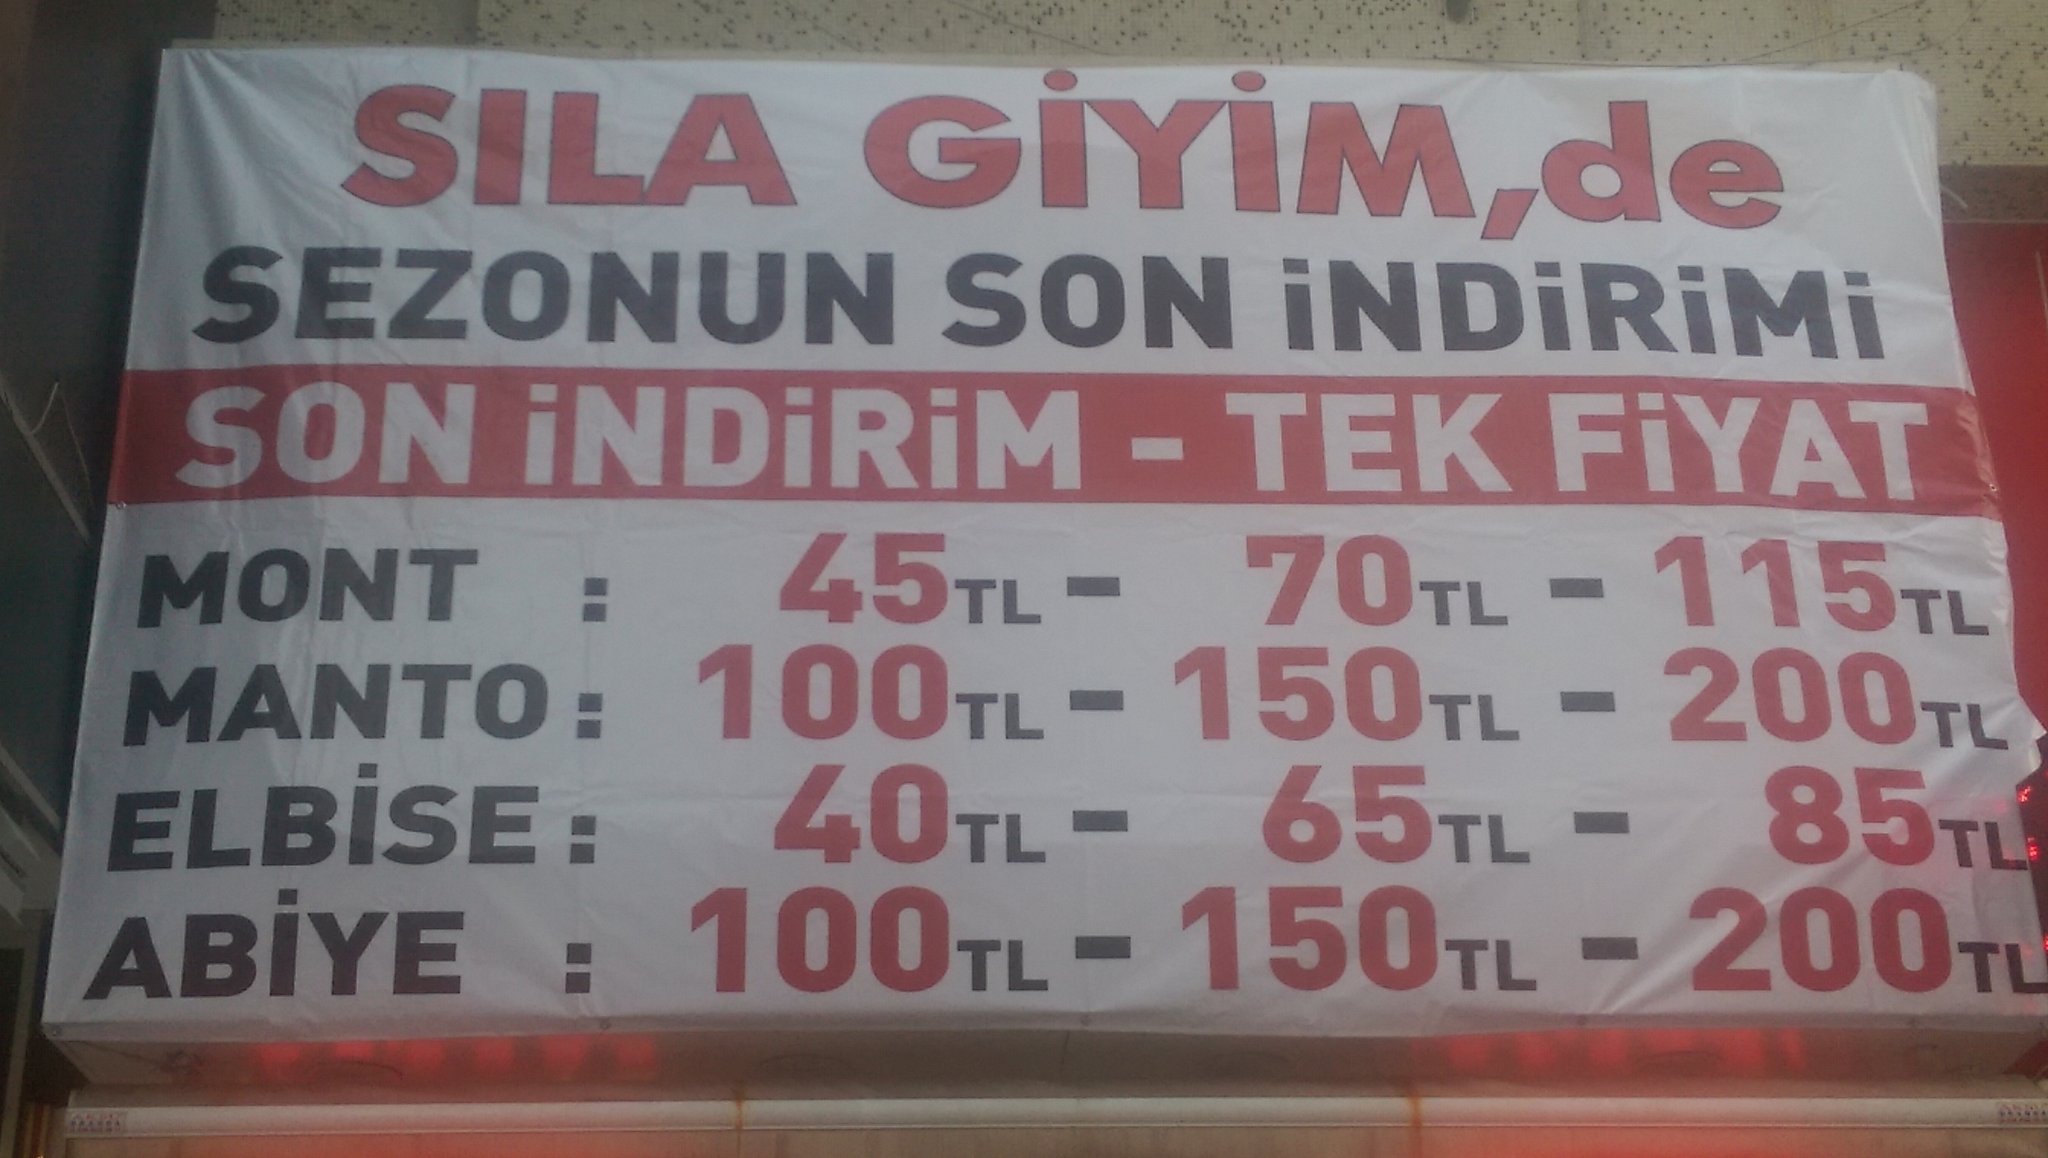 SILA GİYİM,de
SEZONUN SON İNDİRİMİ
SON İNDİRİM - TEK FİYAT
MONT : 45TL - 70TL - 115TL
MANTO : 100TL - 150TL - 200TL
ELBİSE : 40TL - 65TL - 85TL
ABİYE : 100TL - 150TL - 200TL